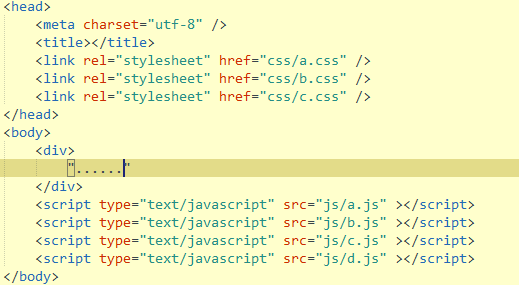 <head>
    <meta charset="utf-8" />
    <title></title>
    <link rel="stylesheet" href="css/a.css" />
    <link rel="stylesheet" href="css/b.css" />
    <link rel="stylesheet" href="css/c.css" />
</head>
<body>
    <div>
        "......"
    </div>
    <script type="text/javascript" src="js/a.js" ></script>
    <script type="text/javascript" src="js/b.js" ></script>
    <script type="text/javascript" src="js/c.js" ></script>
    <script type="text/javascript" src="js/d.js" ></script>
</body>